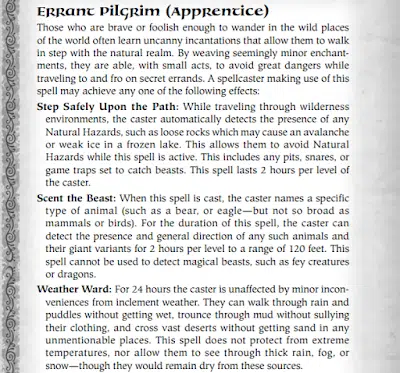 Errant Pilgrim (Apprentice)
Those who are brave or foolish enough to wander in the wild places
of the world often learn uncanny incantations that allow them to walk
in step with the natural realm. By weaving seemingly minor enchant-
ments, they are able, with small acts, to avoid great dangers while
traveling to and fro on secret errands. A spellcaster making use of this
spell may achieve any one of the following effects:
Step Safely Upon the Path: While traveling through wilderness
environments, the caster automatically detects the presence of any
Natural Hazards, such as loose rocks which may cause an avalanche
or weak ice in a frozen lake. This allows them to avoid Natural
Hazards while this spell is active. This includes any pits, snares, or
game traps set to catch beasts. This spell lasts 2 hours per level of
the caster.
Scent the Beast: When this spell is cast, the caster names a specific
type of animal (such as a bear, or eagle—but not so broad as
mammals or birds). For the duration of this spell, the caster can
detect the presence and general direction of any such animals and
their giant variants for 2 hours per level to a range of 120 feet. This
spell cannot be used to detect magical beasts, such as fey creatures
or dragons.
Weather Ward: For 24 hours the caster is unaffected by minor incon-
veniences from inclement weather. They can walk through rain and
puddles without getting wet, trounce through mud without sullying
their clothing, and cross vast deserts without getting sand in any
unmentionable places. This spell does not protect from extreme
temperatures, nor allow them to see through thick rain, fog, or
snow—though they would remain dry from these sources.